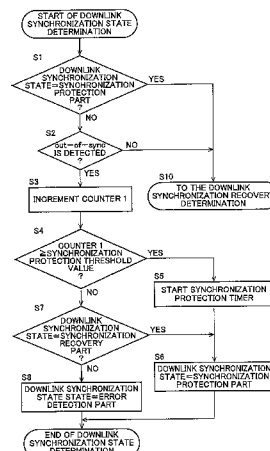 START OF DOWNLINK
SYNCHRONIZATION STATE
DETERMINATION
S1
DOWNLINK
SYNCHRONIZATION
STATE=SYNCHRONIZATION
PROTECTION
PART
?
YES
NO
S2
out-of-sync
IS DETECTED
?
NO
YES
S10
TO THE DOWNLINK
SYNCHRONIZATION RECOVERY
DETERMINATION
S3
INCREMENT COUNTER 1
S4
COUNTER 1
≧SYNCHRONIZATION
PROTECTION THRESHOLD
VALUE
?
YES
NO
S5
START SYNCHRONIZATION
PROTECTION TIMER
S7
DOWNLINK
SYNCHRONIZATION
STATE=SYNCHRONIZATION
RECOVERY
PART
?
YES
NO
S6
DOWNLINK SYNCHRONIZATION
STATE=SYNCHRONIZATION
PROTECTION PART
S8
DOWNLINK SYNCHRONIZATION
STATE STATE=ERROR
DETECTION PART
END OF DOWNLINK
SYNCHRONIZATION STATE
DETERMINATION